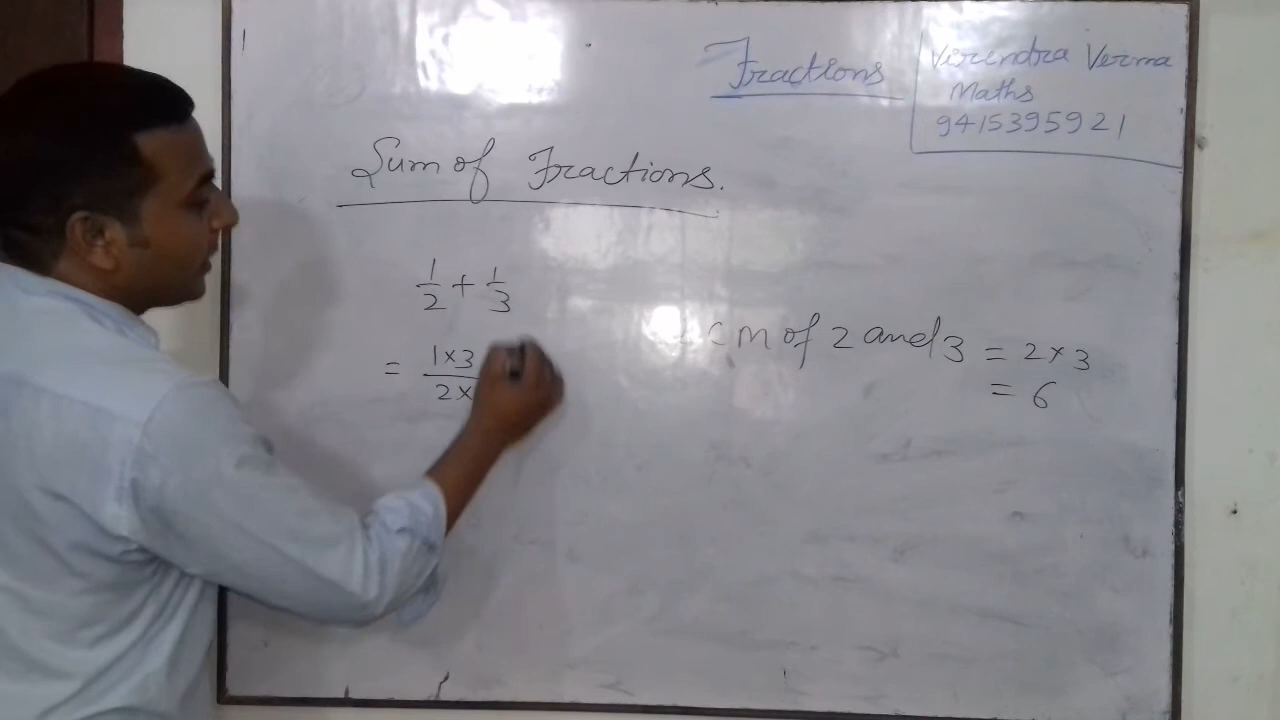 Fractions
Virendra Verma
Maths
9415395921
Sum of Fractions.
1/2 + 1/3
LCM of 2 and 3 = 2 × 3
= 6
= 1×3
2×